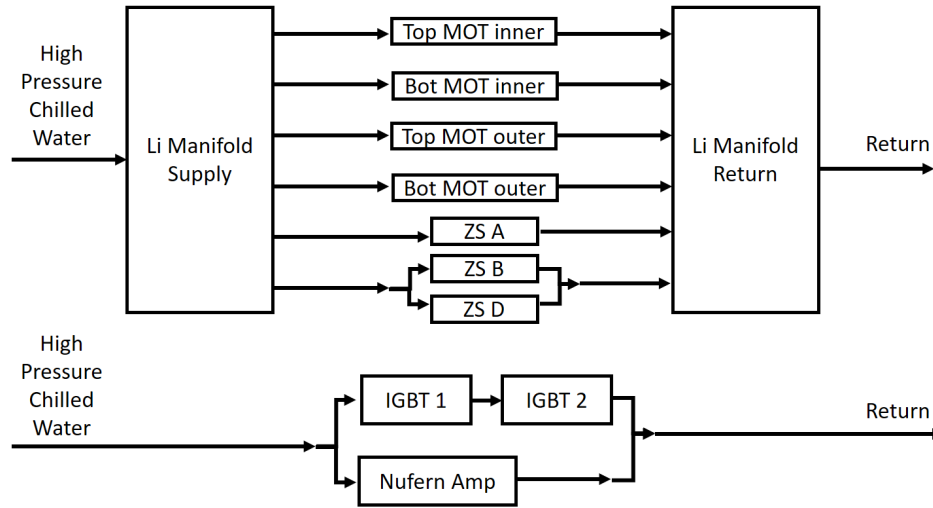 High
Pressure
Chilled
Water
Li Manifold
Supply
Top MOT inner
Bot MOT inner
Top MOT outer
Bot MOT outer
ZS A
ZS B
ZS D
Li Manifold
Return
Return
High
Pressure
Chilled
Water
IGBT 1
IGBT 2
Nufern Amp
Return